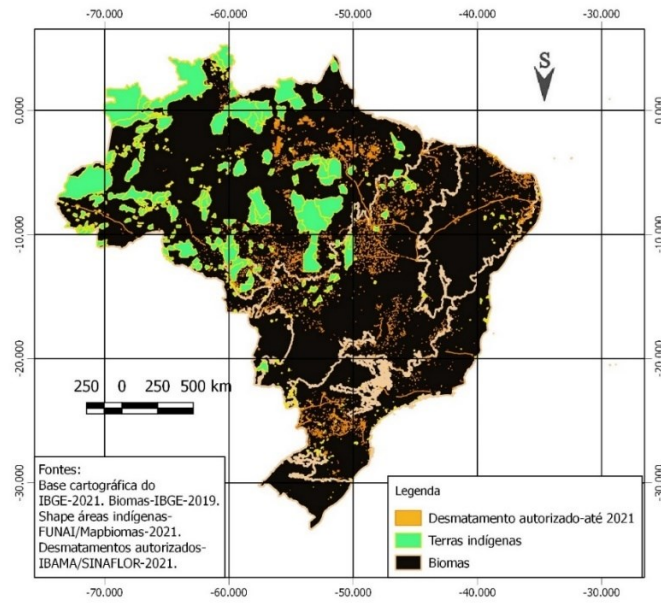 -70.000 -60.000 -50.000 -40.000 -30.000
S
0.000 0.000
-10.000 -10.000
-20.000 -20.000
250 0 250 500 km
-30.000 -30.000
Fontes:
Base cartográfica do
IBGE-2021. Biomas-IBGE-2019.
Shape áreas indígenas-
FUNAI/Mapbiomas-2021.
Desmatamentos autorizados-
IBAMA/SINAFLOR-2021.
Legenda
Desmatamento autorizado-até 2021
Terras indígenas
Biomas
-70.000 -60.000 -50.000 -40.000 -30.000